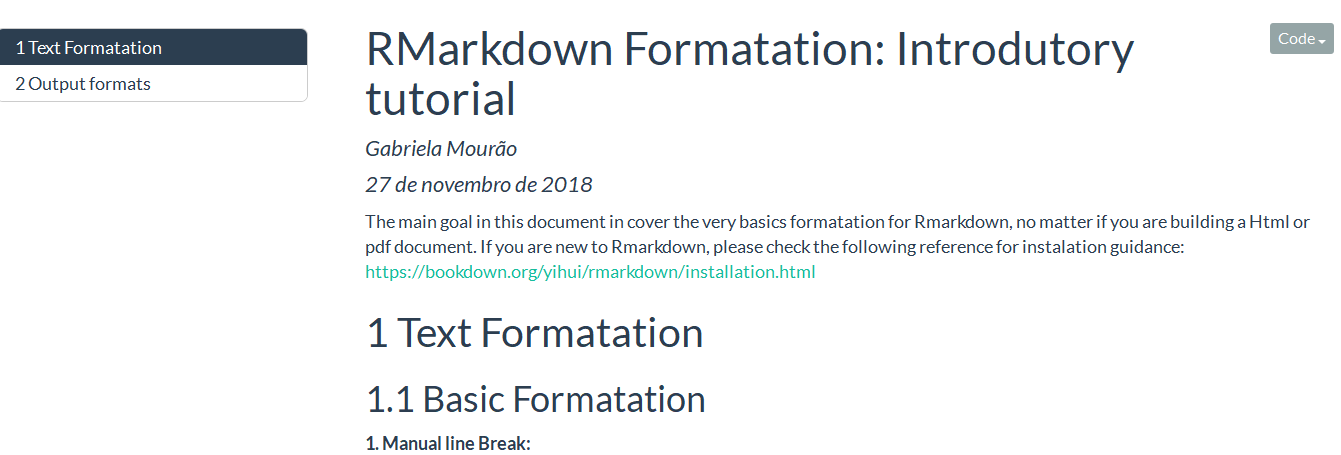 1 Text Formatation
2 Output formats
Code
RMarkdown Formatation: Introdutory
tutorial
Gabriela Mourão
27 de novembro de 2018
The main goal in this document in cover the very basics formatation for Rmarkdown, no matter if you are building a Html or
pdf document. If you are new to Rmarkdown, please check the following reference for instalation guidance:
https://bookdown.org/yihui/rmarkdown/installation.html
1 Text Formatation
1.1 Basic Formatation
1. Manual line Break: